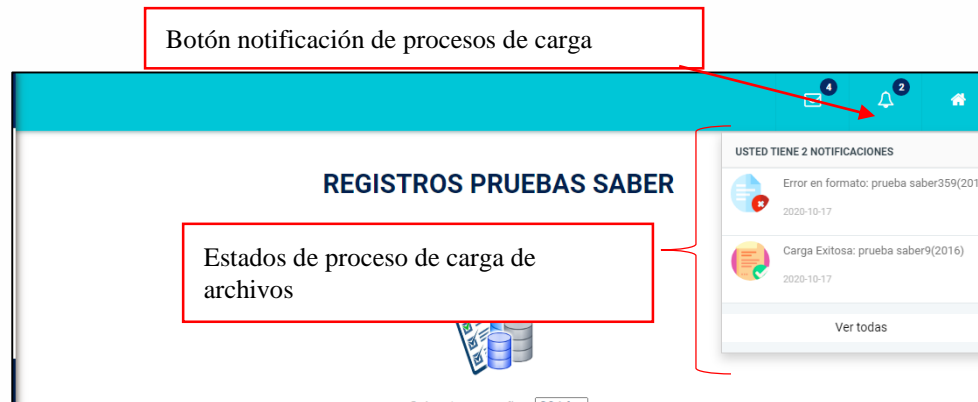 Botón notificación de procesos de carga
4
2
USTED TIENE 2 NOTIFICACIONES
REGISTROS PRUEBAS SABER
Error en formato: prueba saber359(201
2020-10-17
Estados de proceso de carga de
archivos
Carga Exitosa: prueba saber9(2016)
2020-10-17
Ver todas